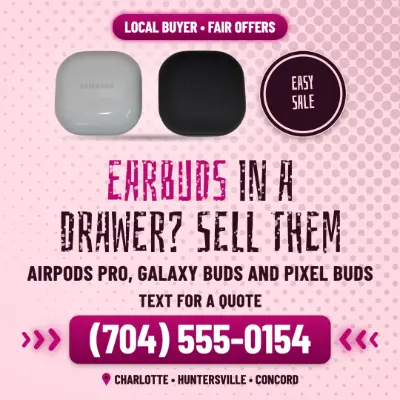 LOCAL BUYER • FAIR OFFERS
SAMSUNG
EASY
SALE
EARBUDS IN A
DRAWER? SELL THEM
AIRPODS PRO, GALAXY BUDS AND PIXEL BUDS
TEXT FOR A QUOTE
(704) 555-0154
CHARLOTTE • HUNTERSVILLE • CONCORD